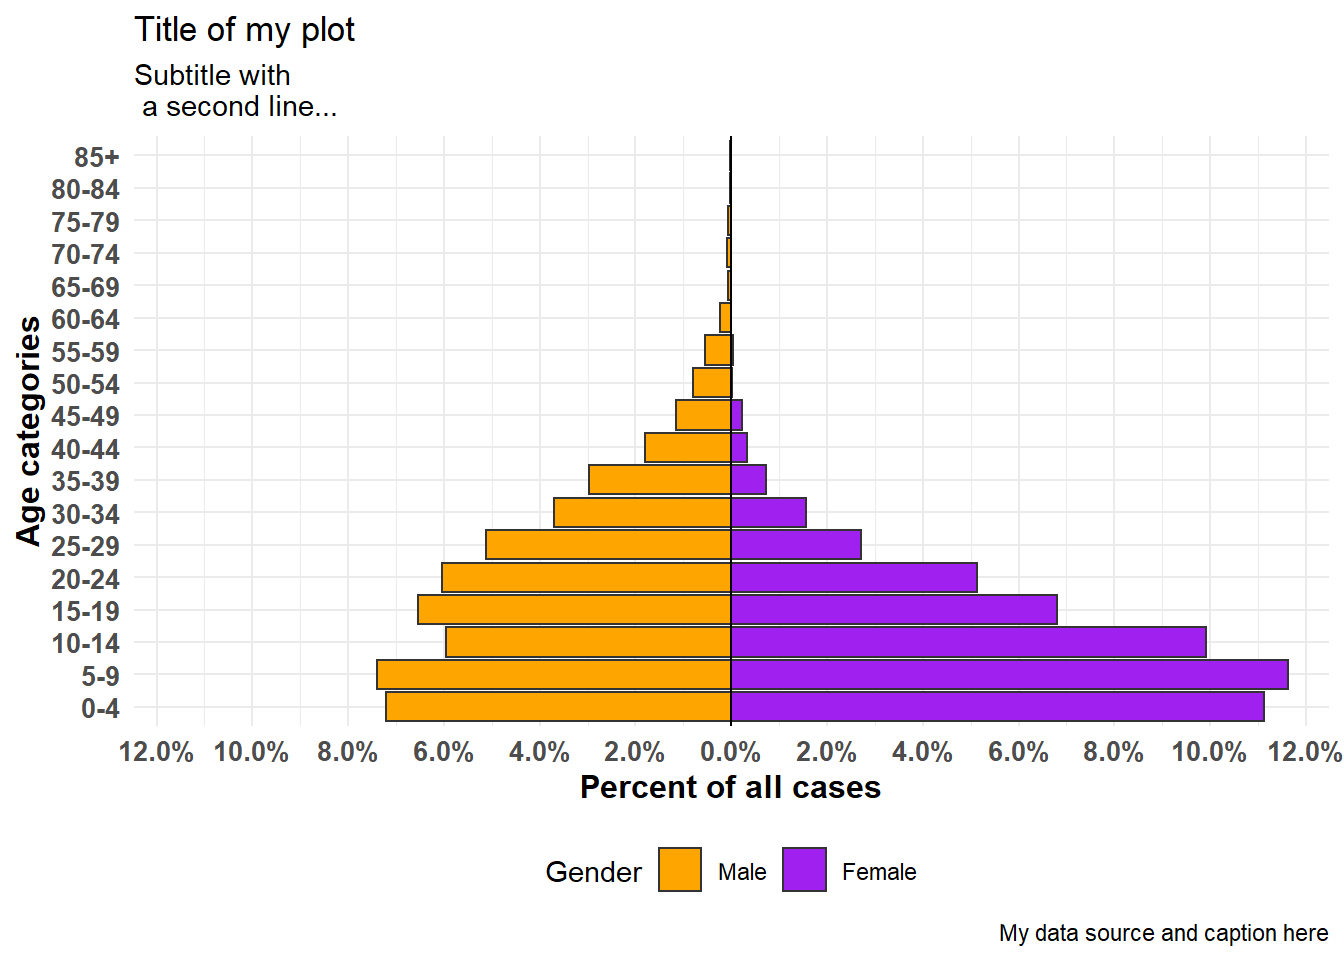 Title of my plot
Subtitle with
a second line...
85+
80-84
75-79
70-74
65-69
60-64
55-59
50-54
45-49
40-44
35-39
30-34
25-29
20-24
15-19
10-14
5-9
0-4
Age categories
12.0% 10.0% 8.0% 6.0% 4.0% 2.0% 0.0% 2.0% 4.0% 6.0% 8.0% 10.0% 12.0%
Percent of all cases
Gender Male Female
My data source and caption here